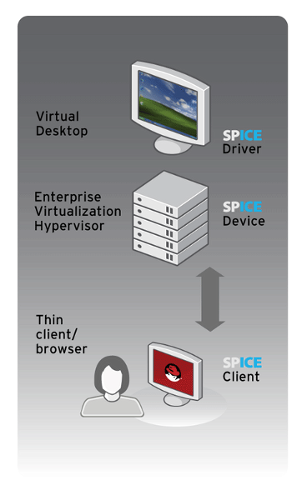 Virtual
Desktop
SPICE
Driver
Enterprise
Virtualization
Hypervisor
SPICE
Device
Thin
client/
browser
SPICE
Client